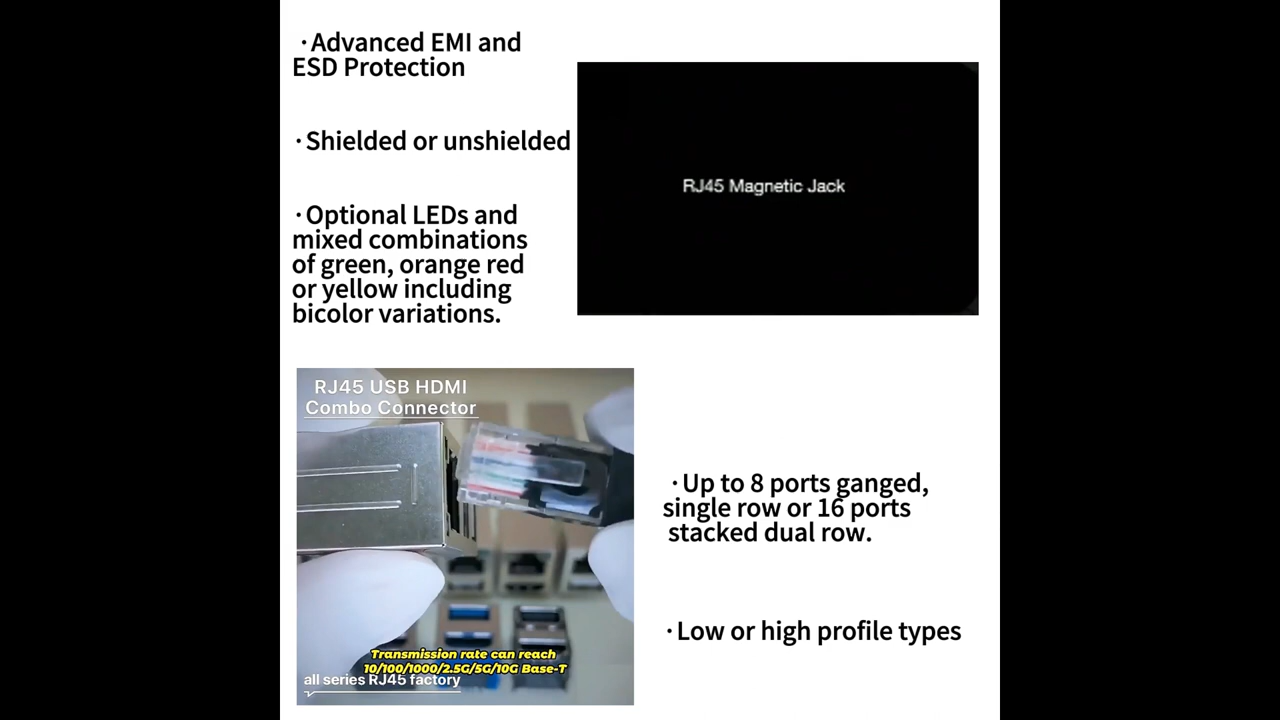 ·Advanced EMI and
ESD Protection
·Shielded or unshielded
·Optional LEDs and
mixed combinations
of green, orange red
or yellow including
bicolor variations.
RJ45 Magnetic Jack
RJ45 USB HDMI
Combo Connector
Transmission rate can reach
10/100/1000/2.5G/5G/10G Base-T
all series RJ45 factory
·Up to 8 ports ganged,
single row or 16 ports
stacked dual row.
·Low or high profile types